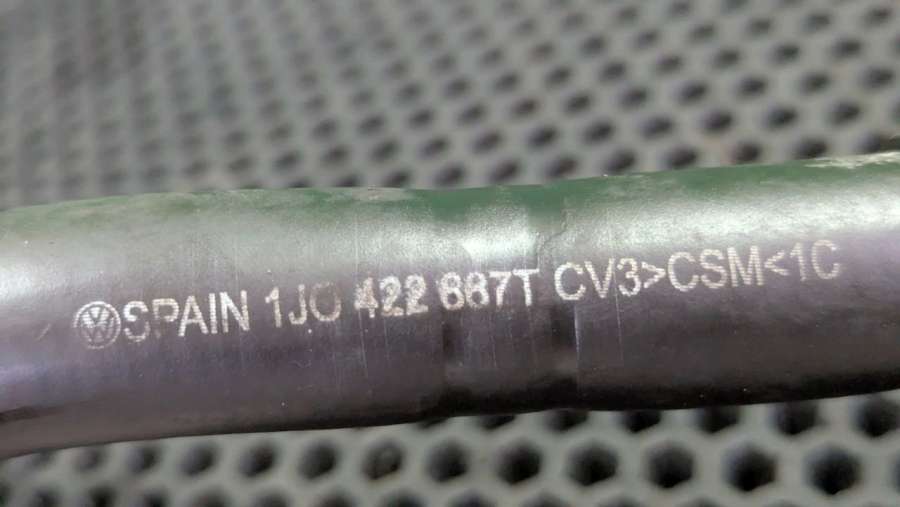 SPAIN 1J0 422 887T CV3>CSM<1C